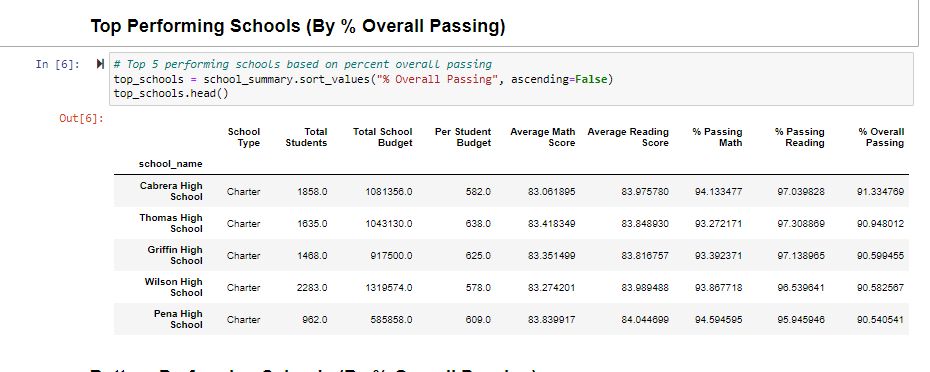 Top Performing Schools (By % Overall Passing)
In [6]: # Top 5 performing schools based on percent overall passing
top_schools = school_summary.sort_values("% Overall Passing", ascending=False)
top_schools.head()
Out[6]:
School Type Total Students Total School Budget Per Student Budget Average Math Score Average Reading Score % Passing Math % Passing Reading % Overall Passing
school_name
Cabrera High School Charter 1858.0 1081356.0 582.0 83.061895 83.975780 94.133477 97.039828 91.334769
Thomas High School Charter 1635.0 1043130.0 638.0 83.418349 83.848930 93.272171 97.308869 90.948012
Griffin High School Charter 1468.0 917500.0 625.0 83.351499 83.816757 93.392371 97.138965 90.599455
Wilson High School Charter 2283.0 1319574.0 578.0 83.274201 83.989488 93.867718 96.539641 90.582567
Pena High School Charter 962.0 585858.0 609.0 83.839917 84.044699 94.594595 95.945946 90.540541